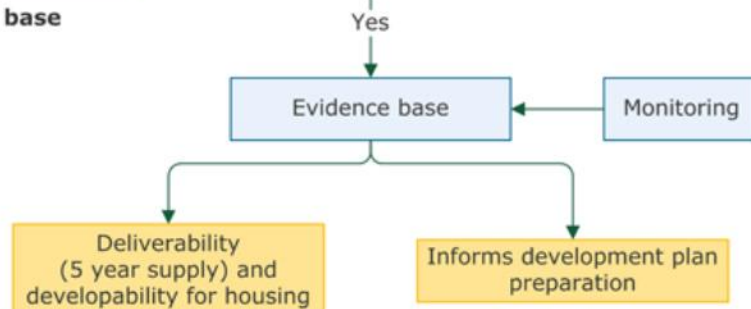 base
Yes
Evidence base
Monitoring
Deliverability
(5 year supply) and
developability for housing
Informs development plan
preparation